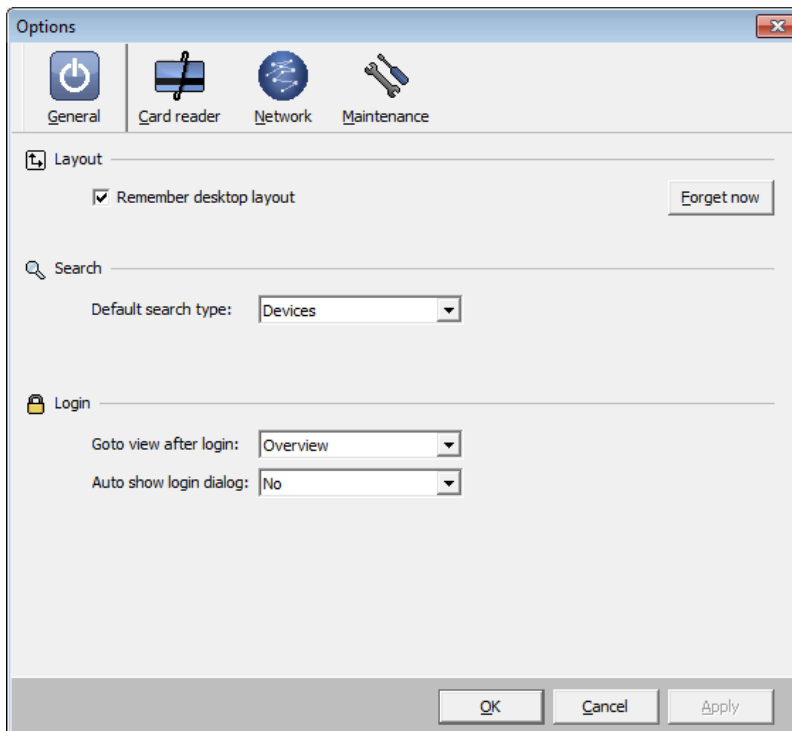 Options
General Card reader Network Maintenance
Layout
Remember desktop layout Forget now
Search
Default search type: Devices
Login
Goto view after login: Overview
Auto show login dialog: No
OK Cancel Apply